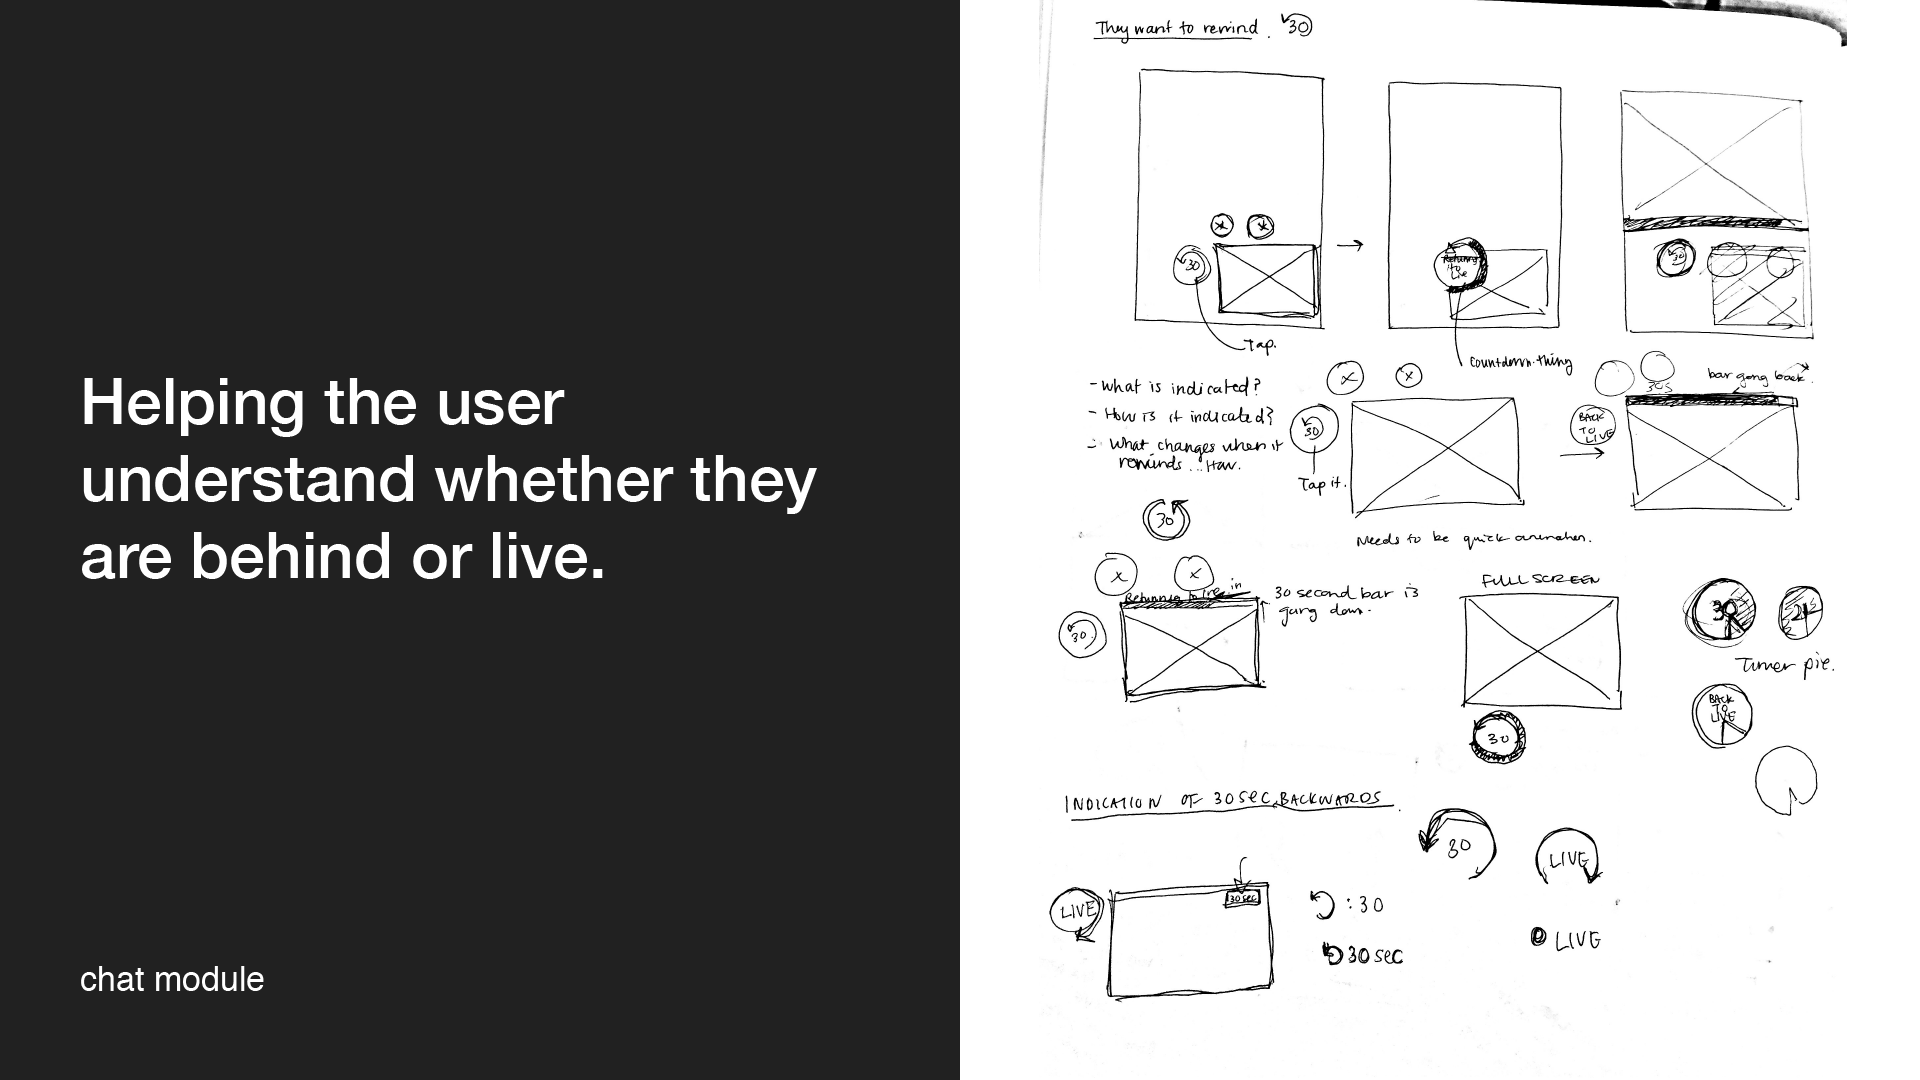 Helping the user
understand whether they
are behind or live.
chat module
They want to rewind. 30
x x
30
Returning
to
live
30
Tap.
Countdown thing
- What is indicated?
- How is it indicated?
- What changes when it
rewinds... How.
x x
30
Tap it.
30s
bar going back.
BACK
TO
LIVE
Needs to be quick animation.
30
x x
Returning to live in
30
30 second bar is
going down.
FULL SCREEN
30
30
Timer pie.
BACK
TO
LIVE
INDICATION OF 30 SEC BACKWARDS.
30
LIVE
LIVE
30 sec
:30
30 sec
LIVE